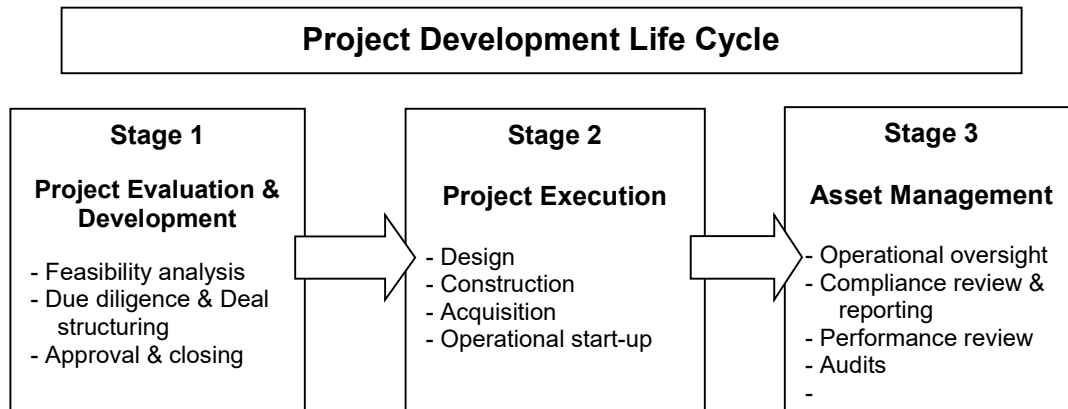 Project Development Life Cycle
Stage 1
Project Evaluation &
Development
- Feasibility analysis
- Due diligence & Deal
structuring
- Approval & closing
Stage 2
Project Execution
- Design
- Construction
- Acquisition
- Operational start-up
Stage 3
Asset Management
- Operational oversight
- Compliance review &
reporting
- Performance review
- Audits
-